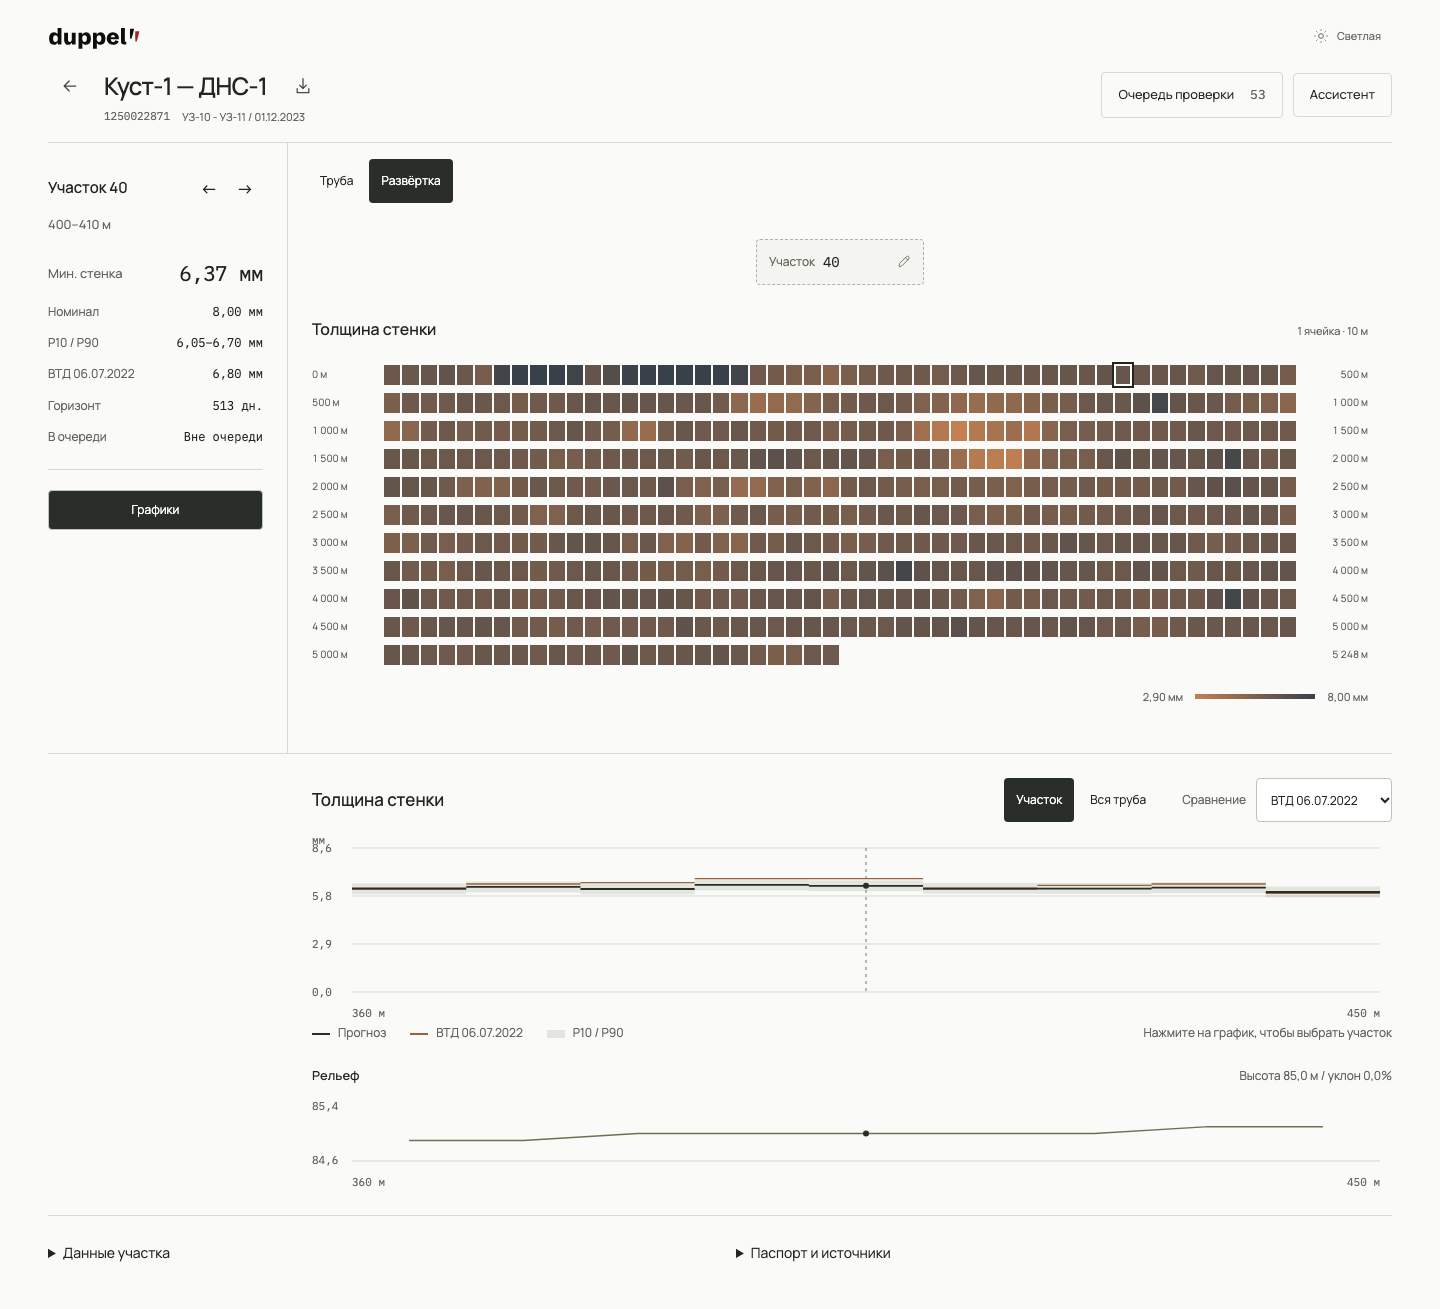 duppel
Светлая
Куст-1 — ДНС-1
Очередь проверки 53
Ассистент
1250022871 УЗ-10 - УЗ-11 / 01.12.2023
Участок 40
← →
400–410 м
Мин. стенка 6,37 мм
Номинал 8,00 мм
P10 / P90 6,05–6,70 мм
ВТД 06.07.2022 6,80 мм
Горизонт 513 дн.
В очереди Вне очереди
Графики
Труба Развёртка
Участок 40
Толщина стенки 1 ячейка · 10 м
0 м 500 м
500 м 1 000 м
1 000 м 1 500 м
1 500 м 2 000 м
2 000 м 2 500 м
2 500 м 3 000 м
3 000 м 3 500 м
3 500 м 4 000 м
4 000 м 4 500 м
4 500 м 5 000 м
5 000 м 5 248 м
2,90 мм 8,00 мм
Толщина стенки Участок Вся труба Сравнение ВТД 06.07.2022
мм
8,6
5,8
2,9
0,0
360 м 450 м
Прогноз ВТД 06.07.2022 P10 / P90 Нажмите на график, чтобы выбрать участок
Рельеф Высота 85,0 м / уклон 0,0%
85,4
84,6
360 м 450 м
Данные участка Паспорт и источники